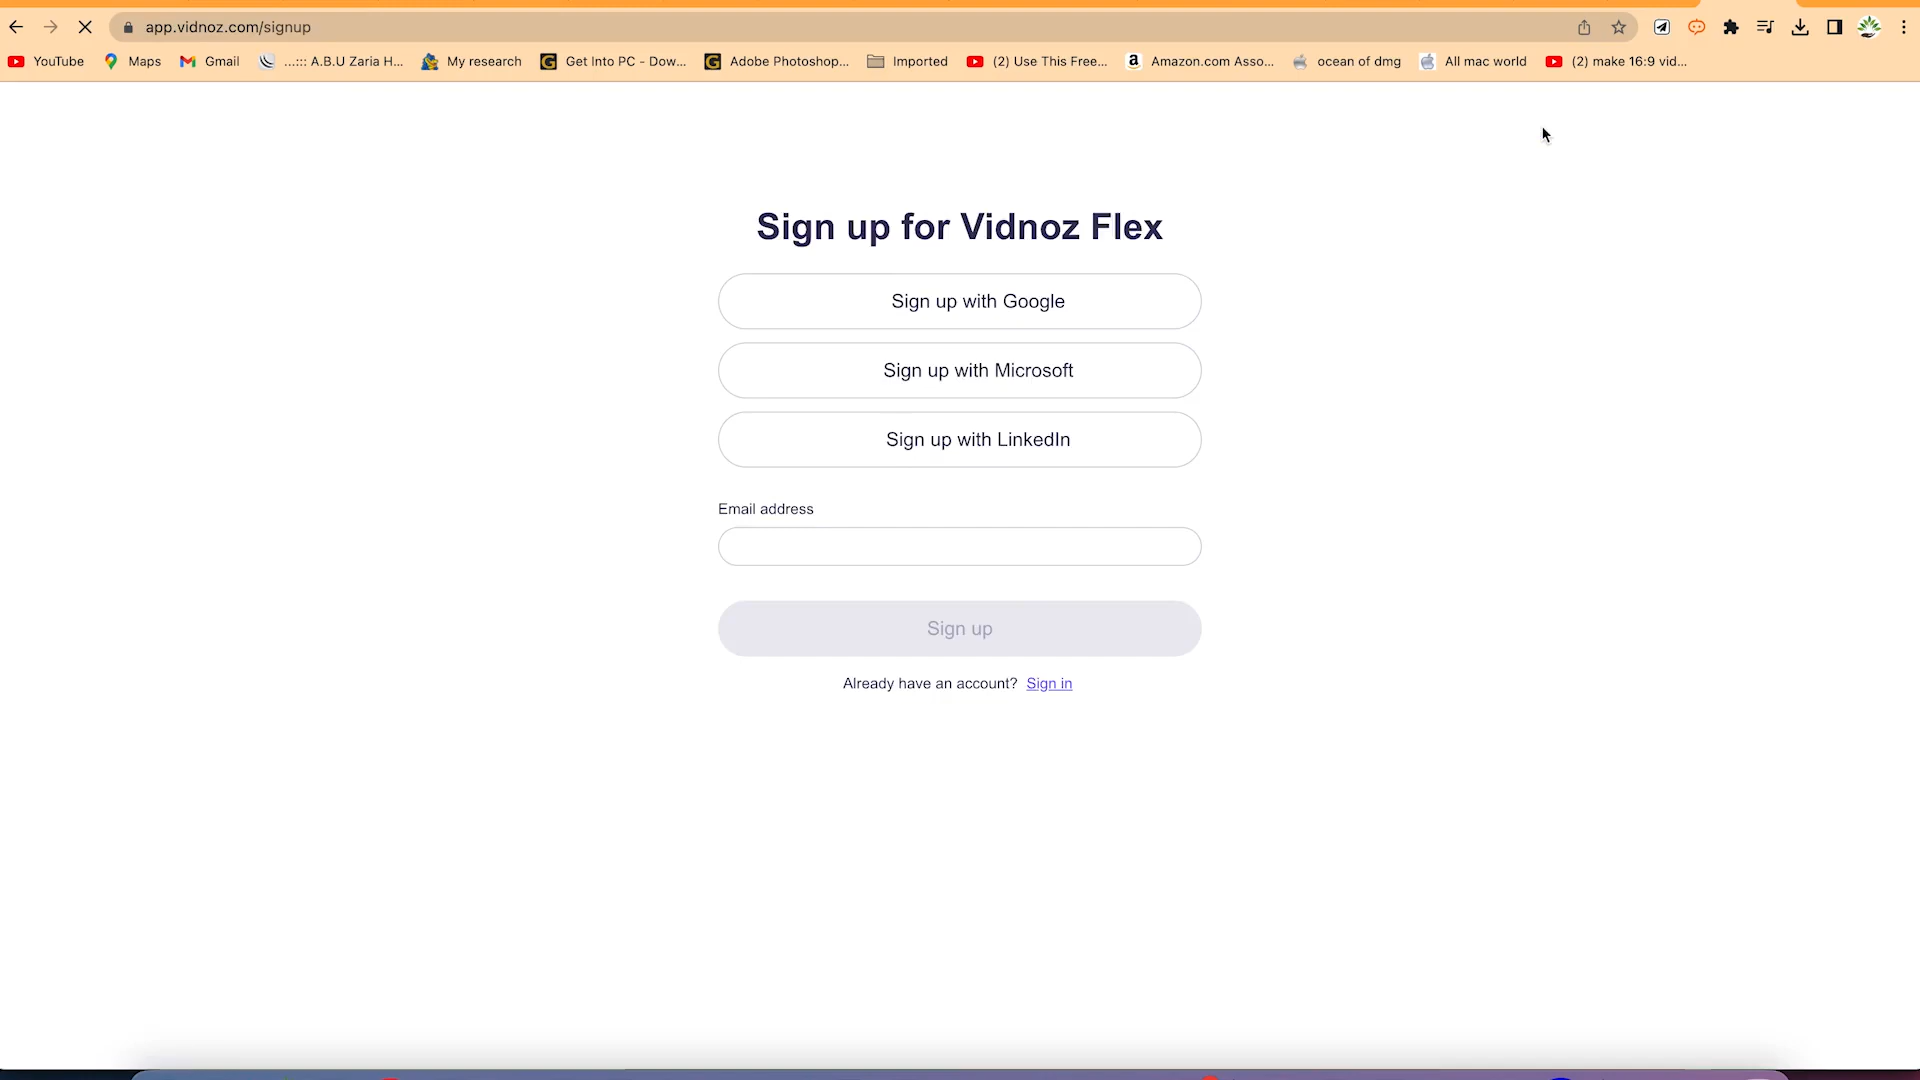 app.vidnoz.com/signup
YouTube Maps Gmail ...::: A.B.U Zaria H... My research Get Into PC - Dow... Adobe Photoshop... Imported (2) Use This Free... Amazon.com Asso... ocean of dmg All mac world (2) make 16:9 vid...
Sign up for Vidnoz Flex
Sign up with Google
Sign up with Microsoft
Sign up with LinkedIn
Email address
Sign up
Already have an account? Sign in